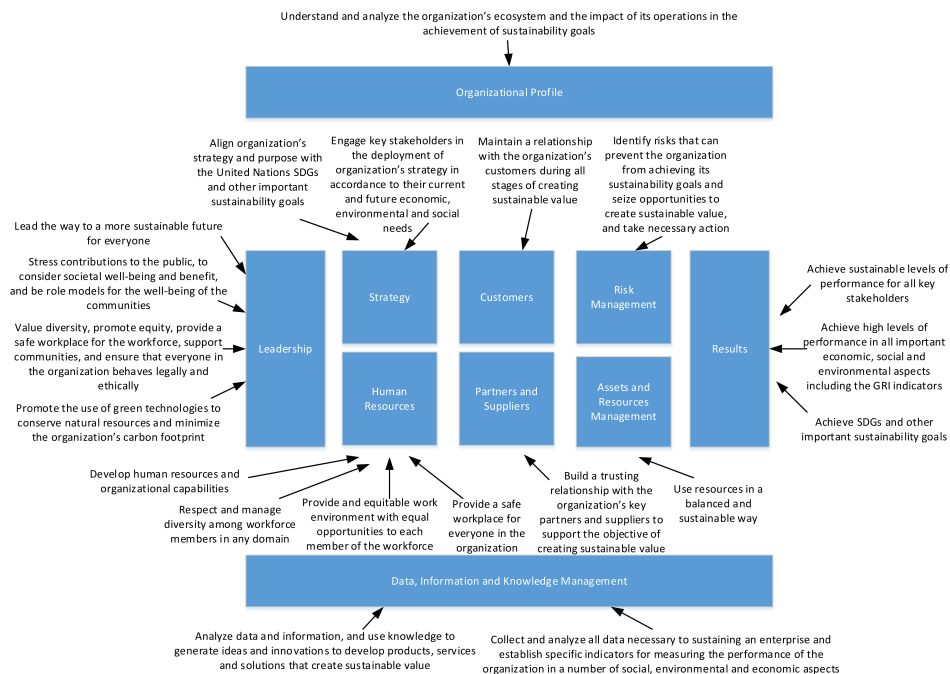 Understand and analyze the organization's ecosystem and the impact of its operations in the
achievement of sustainability goals
Organizational Profile
Align organization's
strategy and purpose with
the United Nations SDGs
and other important
sustainability goals
Engage key stakeholders in
the deployment of
organization's strategy in
accordance to their current
and future economic,
environmental and social
needs
Maintain a relationship
with the organization's
customers during all
stages of creating
sustainable value
Identify risks that can
prevent the organization
from achieving its
sustainability goals and
seize opportunities to
create sustainable value,
and take necessary action
Lead the way to a more sustainable future
for everyone
Stress contributions to the public, to
consider societal well-being and benefit,
and be role models for the well-being of the
communities
Value diversity, promote equity, provide a
safe workplace for the workforce, support
communities, and ensure that everyone in
the organization behaves legally and
ethically
Promote the use of green technologies to
conserve natural resources and minimize
the organization's carbon footprint
Leadership
Strategy
Customers
Risk
Management
Human
Resources
Partners and
Suppliers
Assets and
Resources
Management
Results
Achieve sustainable levels of
performance for all key
stakeholders
Achieve high levels of
performance in all important
economic, social and
environmental aspects
including the GRI indicators
Achieve SDGs and other
important sustainability goals
Develop human resources and
organizational capabilities
Respect and manage
diversity among workforce
members in any domain
Provide and equitable work
environment with equal
opportunities to each
member of the workforce
Provide a safe
workplace for
everyone in the
organization
Build a trusting
relationship with the
organization's key
partners and suppliers to
support the objective of
creating sustainable value
Use resources in a
balanced and
sustainable way
Data, Information and Knowledge Management
Analyze data and information, and use knowledge to
generate ideas and innovations to develop products, services
and solutions that create sustainable value
Collect and analyze all data necessary to sustaining an enterprise and
establish specific indicators for measuring the performance of the
organization in a number of social, environmental and economic aspects